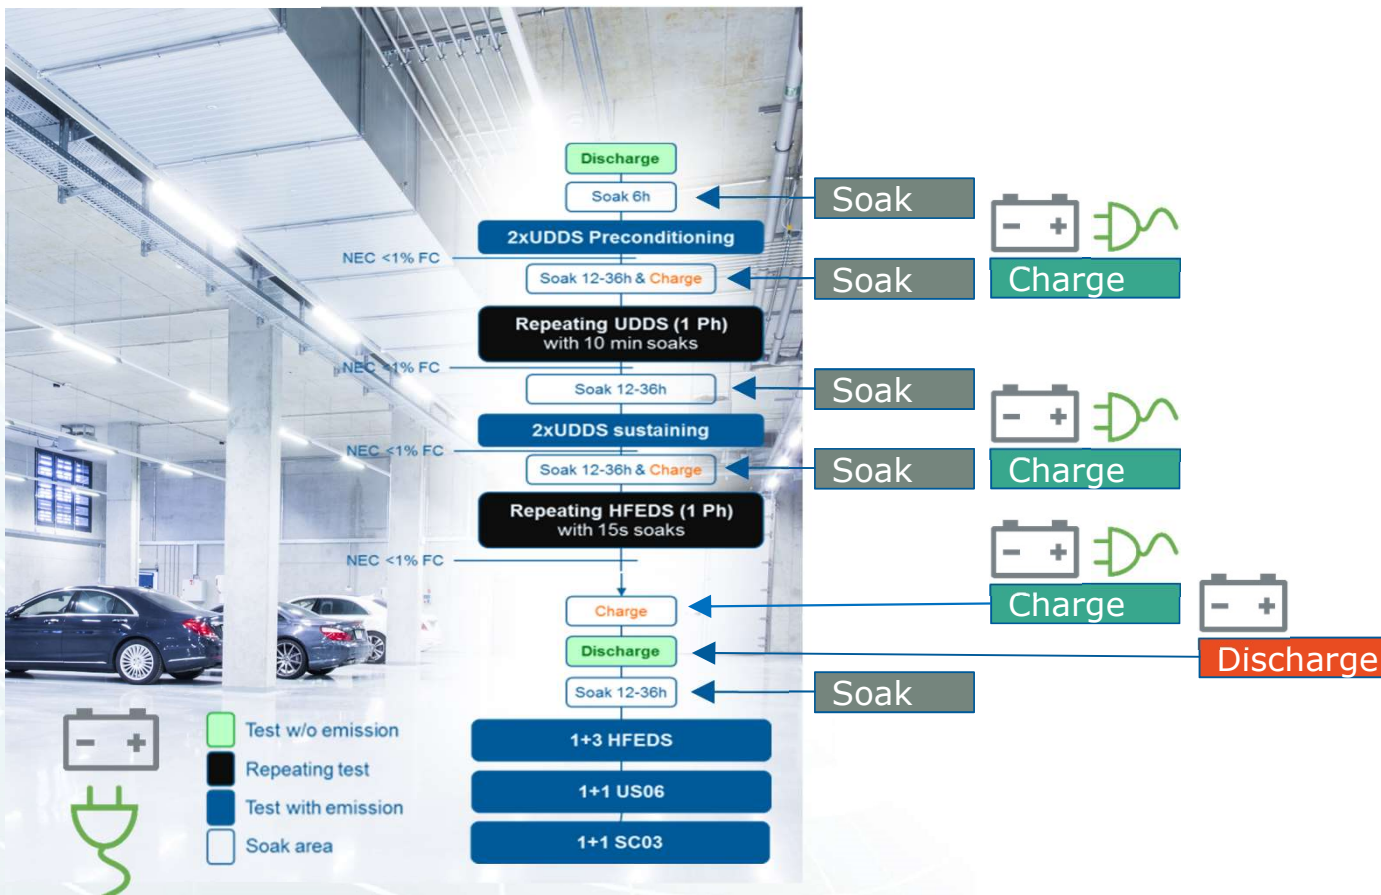 Discharge
Soak 6h
Soak
2xUDDS Preconditioning
- +
NEC <1% FC
Soak 12-36h & Charge
Soak
Charge
Repeating UDDS (1 Ph)
with 10 min soaks
NEC <1% FC
Soak 12-36h
Soak
- +
2xUDDS sustaining
NEC <1% FC
Soak 12-36h & Charge
Soak
Charge
Repeating HFEDS (1 Ph)
with 15s soaks
- +
NEC <1% FC
Charge
Charge
- +
Discharge
Discharge
Soak 12-36h
Soak
- +
Test w/o emission
Repeating test
Test with emission
Soak area
1+3 HFEDS
1+1 US06
1+1 SC03